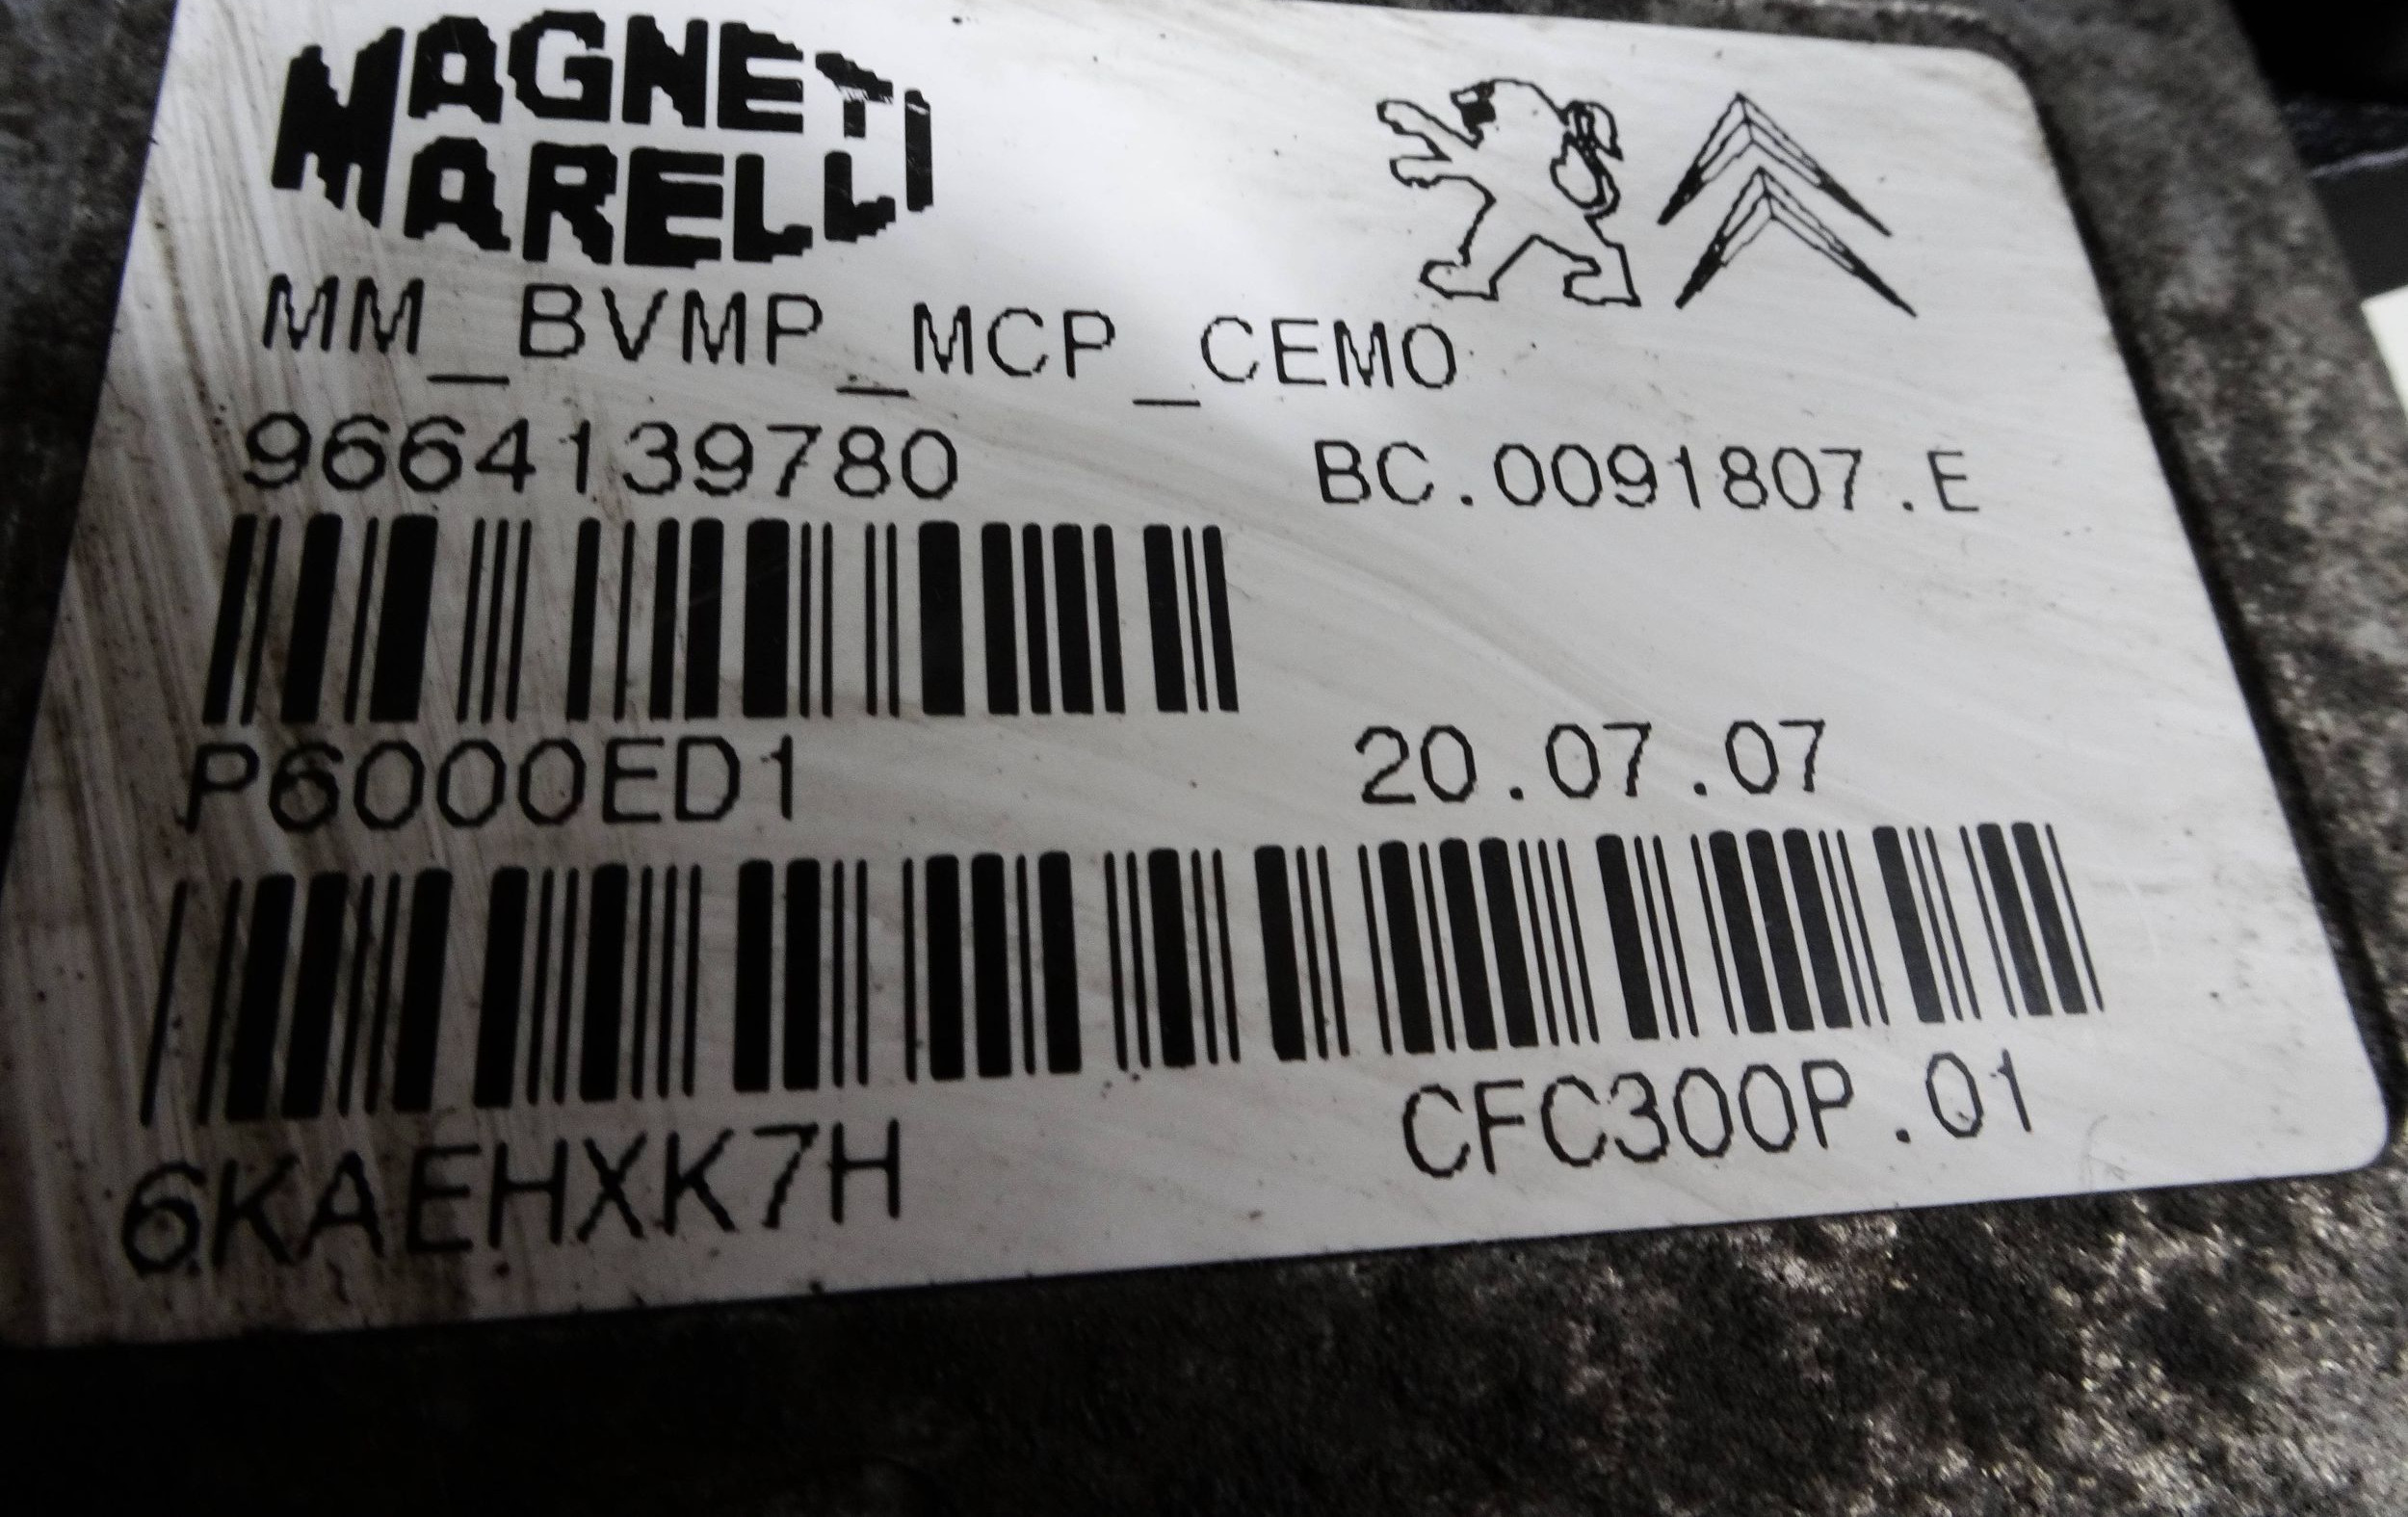 MAGNETI
MARELLI
MM_BVMP_MCP_CEMO
9664139780 BC.0091807.E
P6000ED1 20.07.07
6KAEHXK7H CFC300P.01